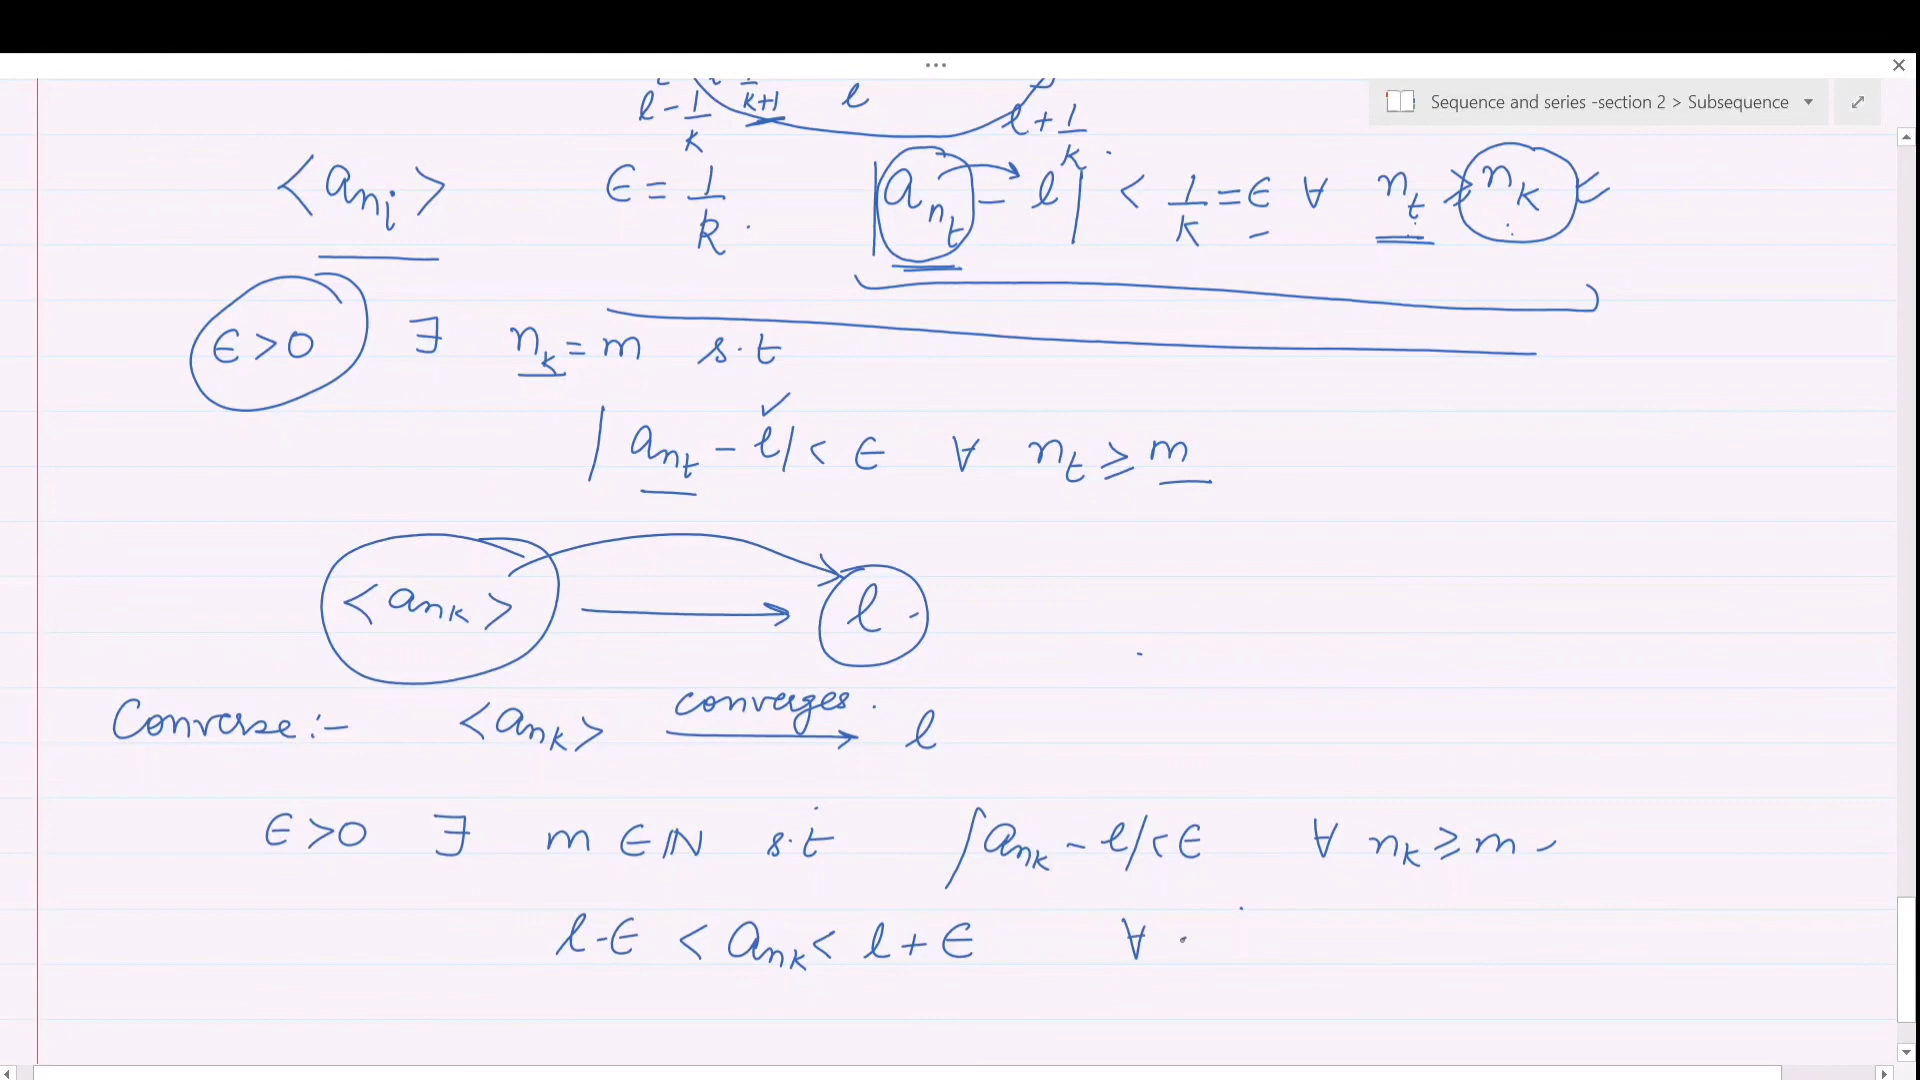 Sequence and series -section 2 > Subsequence
l - 1/k   1/k+1   l   l + 1/k
<a_{n_i}>   ϵ = 1/k .   |a_{n_t} - l| < 1/k = ϵ ∀ n_t ⩾ n_k
ϵ > 0 ∃ n_k = m s.t
|a_{n_t} - l| < ϵ ∀ n_t ⩾ m
<a_{n_k}> → l
Converse :- <a_{n_k}> converges → l
ϵ > 0 ∃ m ∈ ℕ s.t |a_{n_k} - l| < ϵ ∀ n_k ⩾ m
l - ϵ < a_{n_k} < l + ϵ ∀